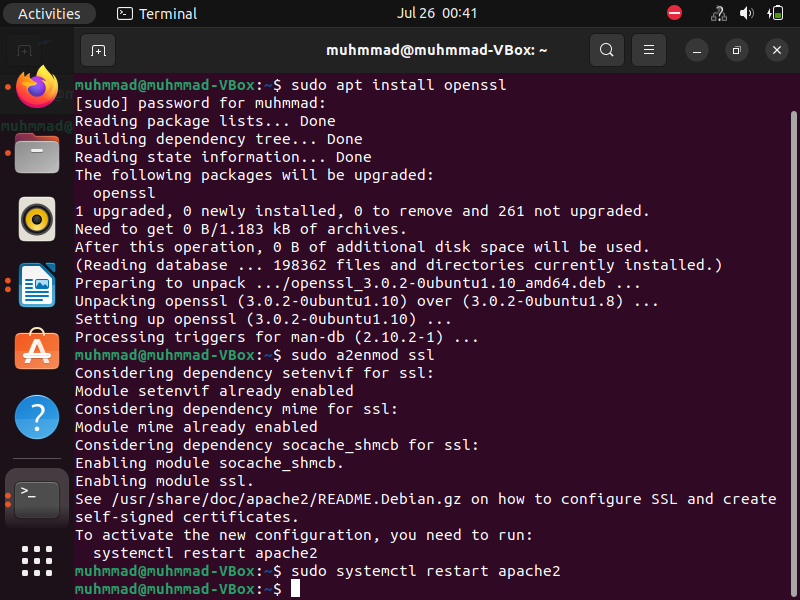 Activities
Terminal
Jul 26 00:41
muhmmad@muhmmad-VBox: ~
muhmmad@muhmmad-VBox:~$ sudo apt install openssl
[sudo] password for muhmmad:
Reading package lists... Done
Building dependency tree... Done
Reading state information... Done
The following packages will be upgraded:
  openssl
1 upgraded, 0 newly installed, 0 to remove and 261 not upgraded.
Need to get 0 B/1.183 kB of archives.
After this operation, 0 B of additional disk space will be used.
(Reading database ... 198362 files and directories currently installed.)
Preparing to unpack .../openssl_3.0.2-0ubuntu1.10_amd64.deb ...
Unpacking openssl (3.0.2-0ubuntu1.10) over (3.0.2-0ubuntu1.8) ...
Setting up openssl (3.0.2-0ubuntu1.10) ...
Processing triggers for man-db (2.10.2-1) ...
muhmmad@muhmmad-VBox:~$ sudo a2enmod ssl
Considering dependency setenvif for ssl:
Module setenvif already enabled
Considering dependency mime for ssl:
Module mime already enabled
Considering dependency socache_shmcb for ssl:
Enabling module socache_shmcb.
Enabling module ssl.
See /usr/share/doc/apache2/README.Debian.gz on how to configure SSL and create
self-signed certificates.
To activate the new configuration, you need to run:
  systemctl restart apache2
muhmmad@muhmmad-VBox:~$ sudo systemctl restart apache2
muhmmad@muhmmad-VBox:~$